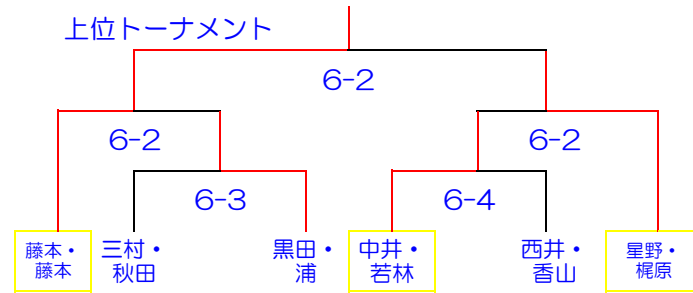 上位トーナメント
6-2
6-2
6-2
6-3
6-4
藤本・
藤本
三村・
秋田
黒田・
浦
中井・
若林
西井・
香山
星野・
梶原